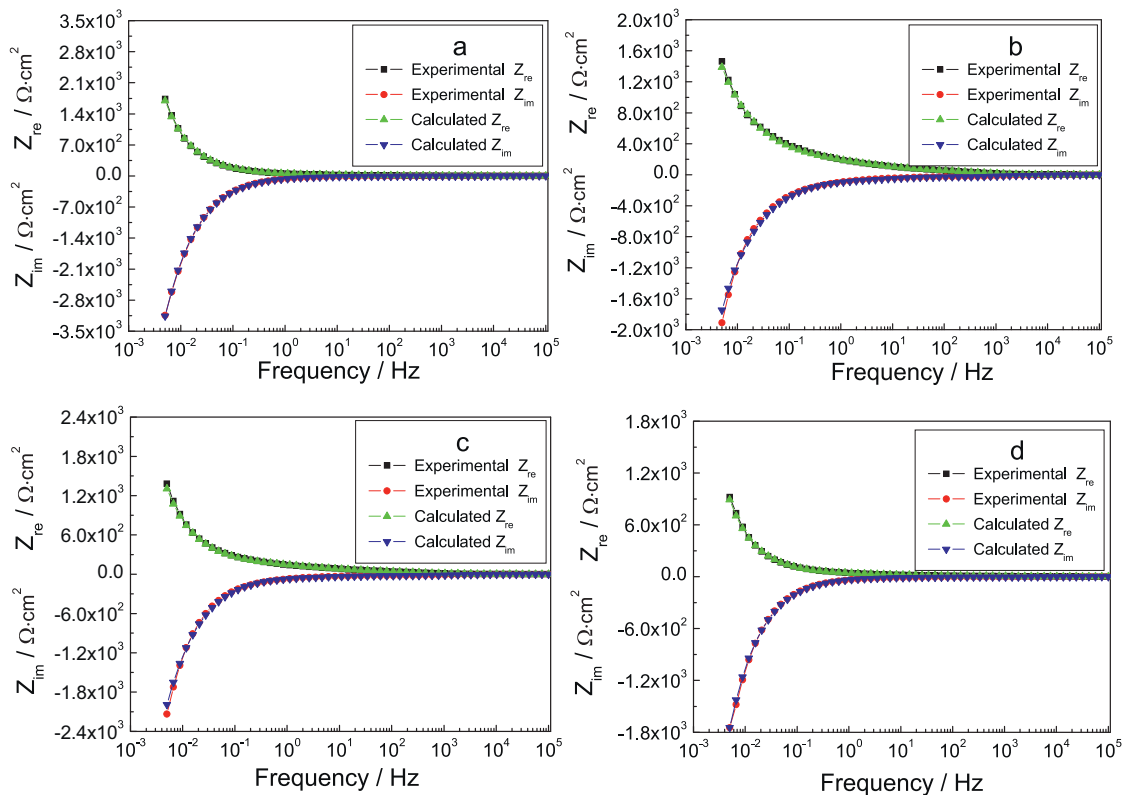 a
Experimental Z_re
Experimental Z_im
Calculated Z_re
Calculated Z_im
Z_re / Ω·cm²
Z_im / Ω·cm²
3.5x10³
2.8x10³
2.1x10³
1.4x10³
7.0x10²
0.0
-7.0x10²
-1.4x10³
-2.1x10³
-2.8x10³
-3.5x10³
10⁻³ 10⁻² 10⁻¹ 10⁰ 10¹ 10² 10³ 10⁴ 10⁵
Frequency / Hz
b
Experimental Z_re
Experimental Z_im
Calculated Z_re
Calculated Z_im
Z_re / Ω·cm²
Z_im / Ω·cm²
2.0x10³
1.6x10³
1.2x10³
8.0x10²
4.0x10²
0.0
-4.0x10²
-8.0x10²
-1.2x10³
-1.6x10³
-2.0x10³
10⁻³ 10⁻² 10⁻¹ 10⁰ 10¹ 10² 10³ 10⁴ 10⁵
Frequency / Hz
c
Experimental Z_re
Experimental Z_im
Calculated Z_re
Calculated Z_im
Z_re / Ω·cm²
Z_im / Ω·cm²
2.4x10³
1.8x10³
1.2x10³
6.0x10²
0.0
-6.0x10²
-1.2x10³
-1.8x10³
-2.4x10³
10⁻³ 10⁻² 10⁻¹ 10⁰ 10¹ 10² 10³ 10⁴ 10⁵
Frequency / Hz
d
Experimental Z_re
Experimental Z_im
Calculated Z_re
Calculated Z_im
Z_re / Ω·cm²
Z_im / Ω·cm²
1.8x10³
1.2x10³
6.0x10²
0.0
-6.0x10²
-1.2x10³
-1.8x10³
10⁻³ 10⁻² 10⁻¹ 10⁰ 10¹ 10² 10³ 10⁴ 10⁵
Frequency / Hz